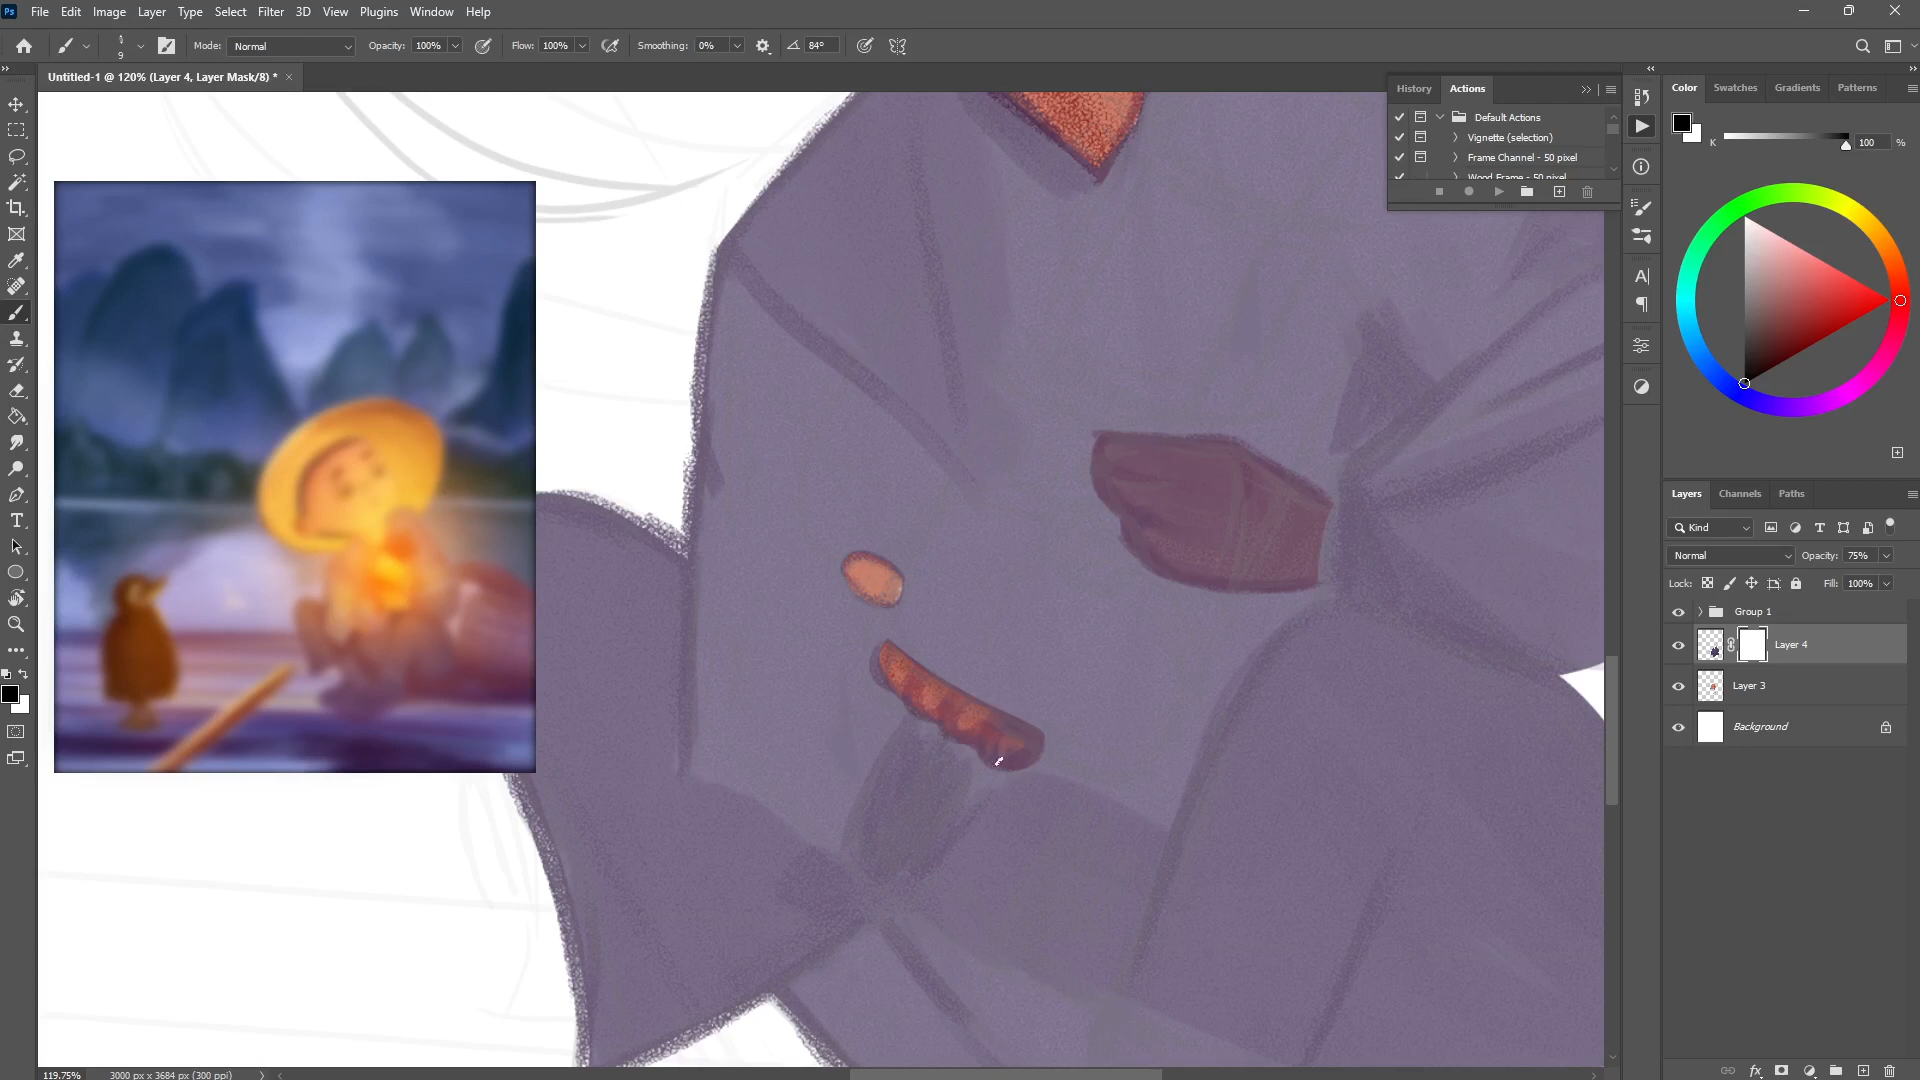 Ps File Edit Image Layer Type Select Filter 3D View Plugins Window Help
9 Mode: Normal Opacity: 100% Flow: 100% Smoothing: 0% 84°
Untitled-1 @ 120% (Layer 4, Layer Mask/8) *
History Actions
Default Actions
Vignette (selection)
Frame Channel - 50 pixel
Wood Frame - 50 pixel
Color Swatches Gradients Patterns
K 100 %
Layers Channels Paths
Kind
Normal Opacity: 75%
Lock: Fill: 100%
Group 1
Layer 4
Layer 3
Background
fx
119.75% 3000 px x 3684 px (300 ppi)